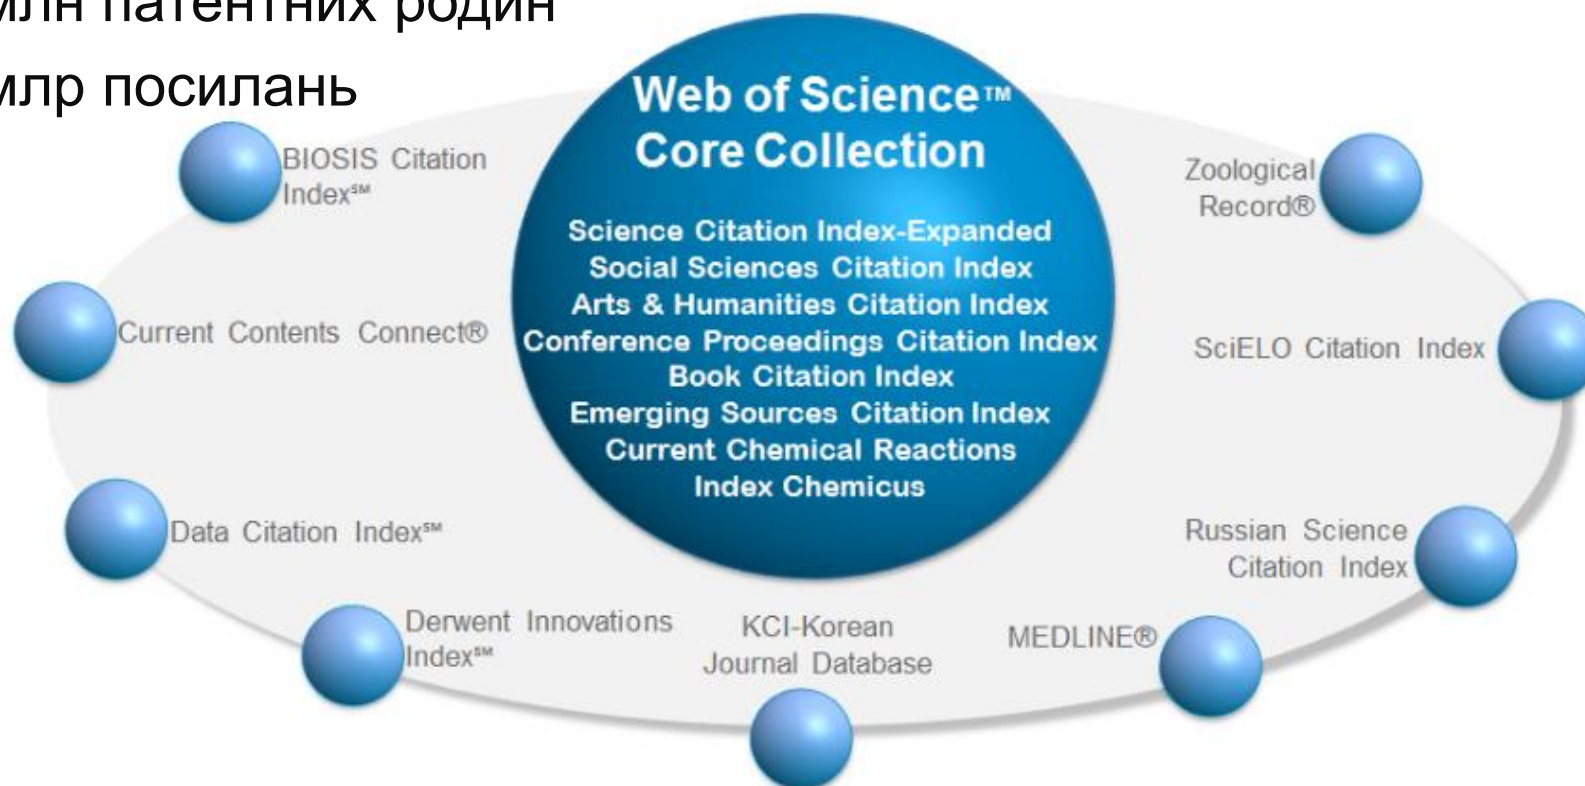 млн патентних родин
млр посилань
Web of Science™
Core Collection
Science Citation Index-Expanded
Social Sciences Citation Index
Arts & Humanities Citation Index
Conference Proceedings Citation Index
Book Citation Index
Emerging Sources Citation Index
Current Chemical Reactions
Index Chemicus
BIOSIS Citation
Index℠
Current Contents Connect®
Data Citation Index℠
Derwent Innovations
Index℠
KCI-Korean
Journal Database
MEDLINE®
Russian Science
Citation Index
SciELO Citation Index
Zoological
Record®